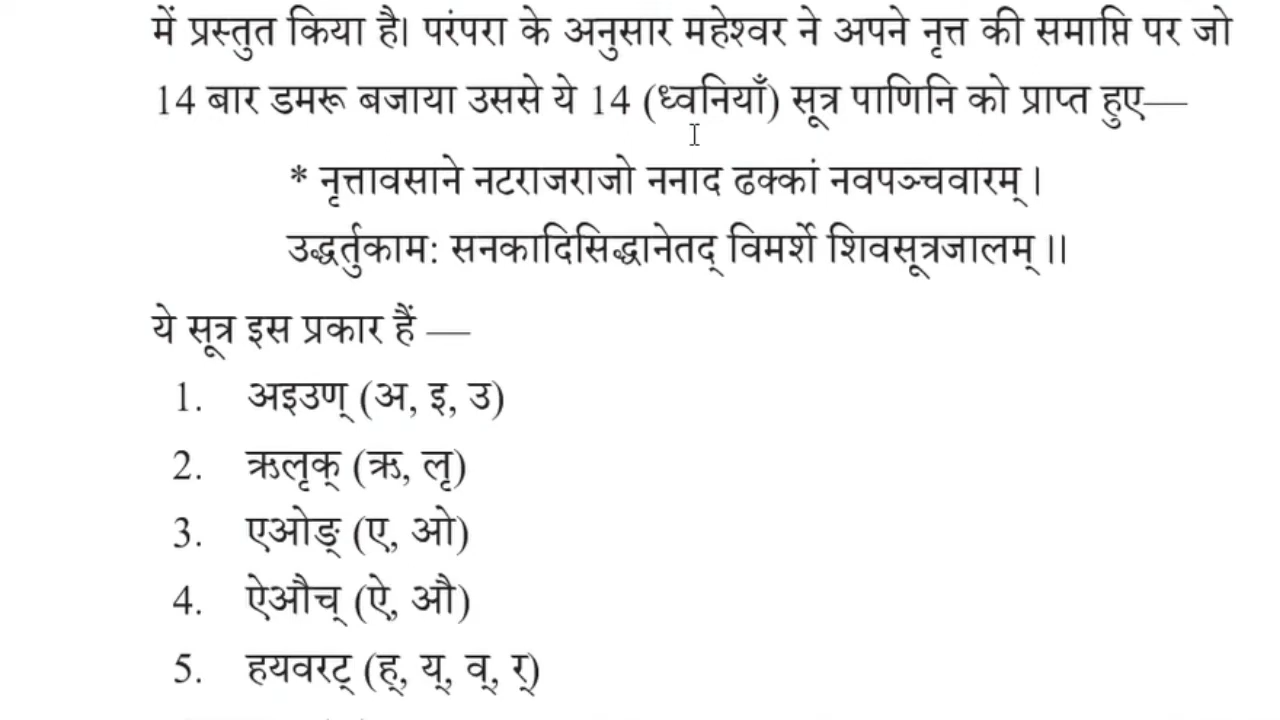 में प्रस्तुत किया है। परंपरा के अनुसार महेश्वर ने अपने नृत्त की समाप्ति पर जो
14 बार डमरू बजाया उससे ये 14 (ध्वनियाँ) सूत्र पाणिनि को प्राप्त हुए—
* नृत्तावसाने नटराजराजो ननाद ढक्कां नवपञ्चवारम् ।
उद्धर्तुकाम: सनकादिसिद्धानेतद् विमर्शे शिवसूत्रजालम् ।।
ये सूत्र इस प्रकार हैं —
1. अइउण् (अ, इ, उ)
2. ऋलृक् (ऋ, लृ)
3. एओङ् (ए, ओ)
4. ऐऔच् (ऐ, औ)
5. हयवरट् (ह्, य्, व्, र्)